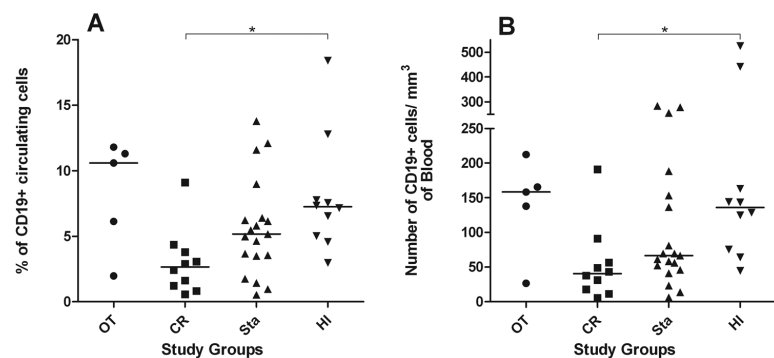 A
*
% of CD19+ circulating cells
20
15
10
5
0
OT
CR
Sta
HI
Study Groups
B
*
Number of CD19+ cells/ mm³
of Blood
500
400
300
250
200
150
100
50
0
OT
CR
Sta
HI
Study Groups